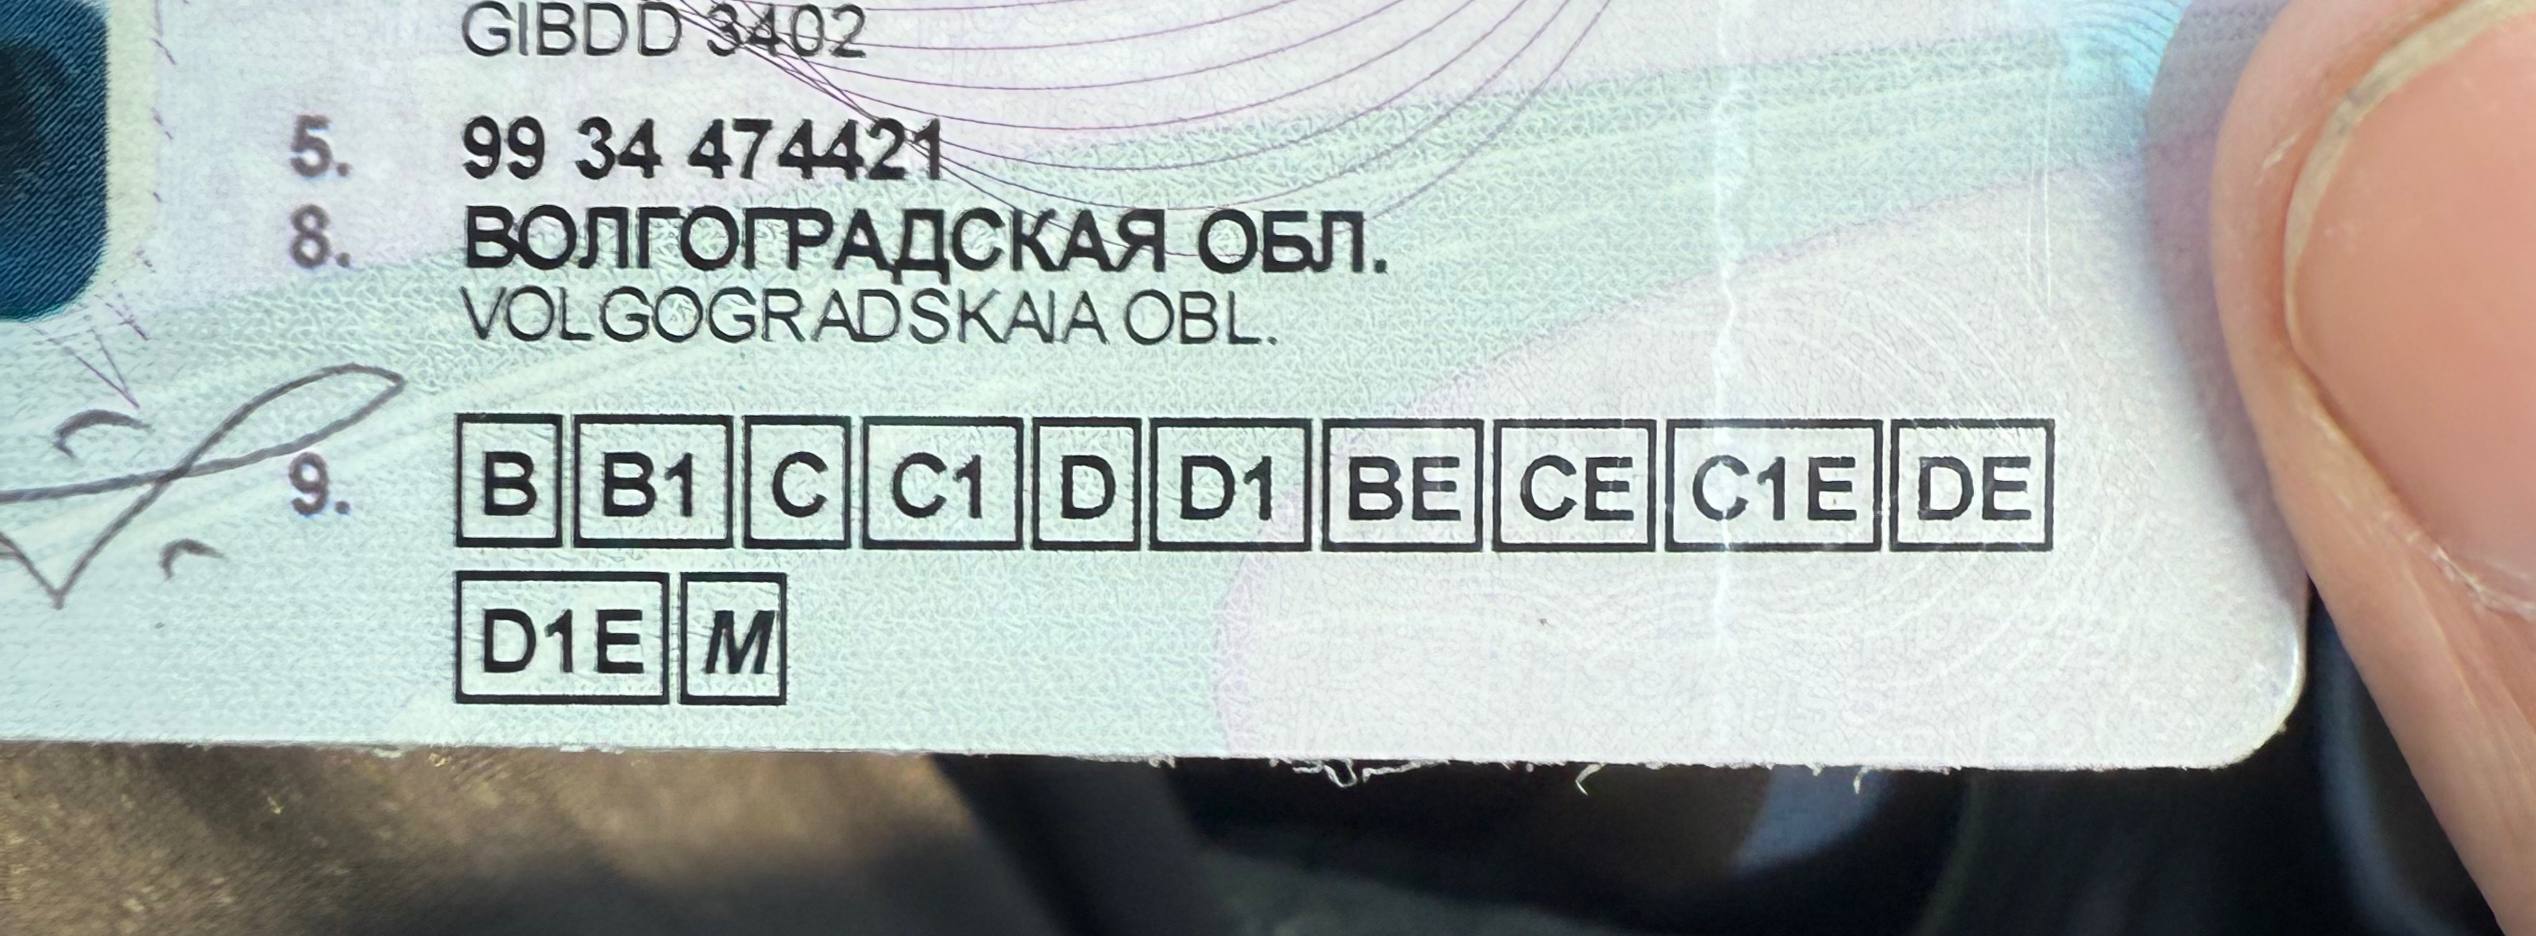 GIBDD 3402
5. 99 34 474421
8. ВОЛГОГРАДСКАЯ ОБЛ.
VOLGOGRADSKAIA OBL.
9. B B1 C C1 D D1 BE CE C1E DE
D1E M